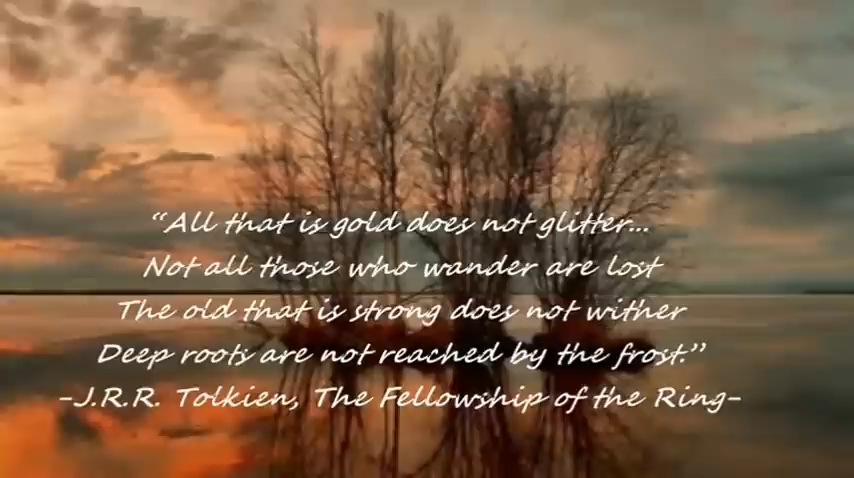 “All that is gold does not glitter...
Not all those who wander are lost
The old that is strong does not wither
Deep roots are not reached by the frost.”
-J.R.R. Tolkien, The Fellowship of the Ring-